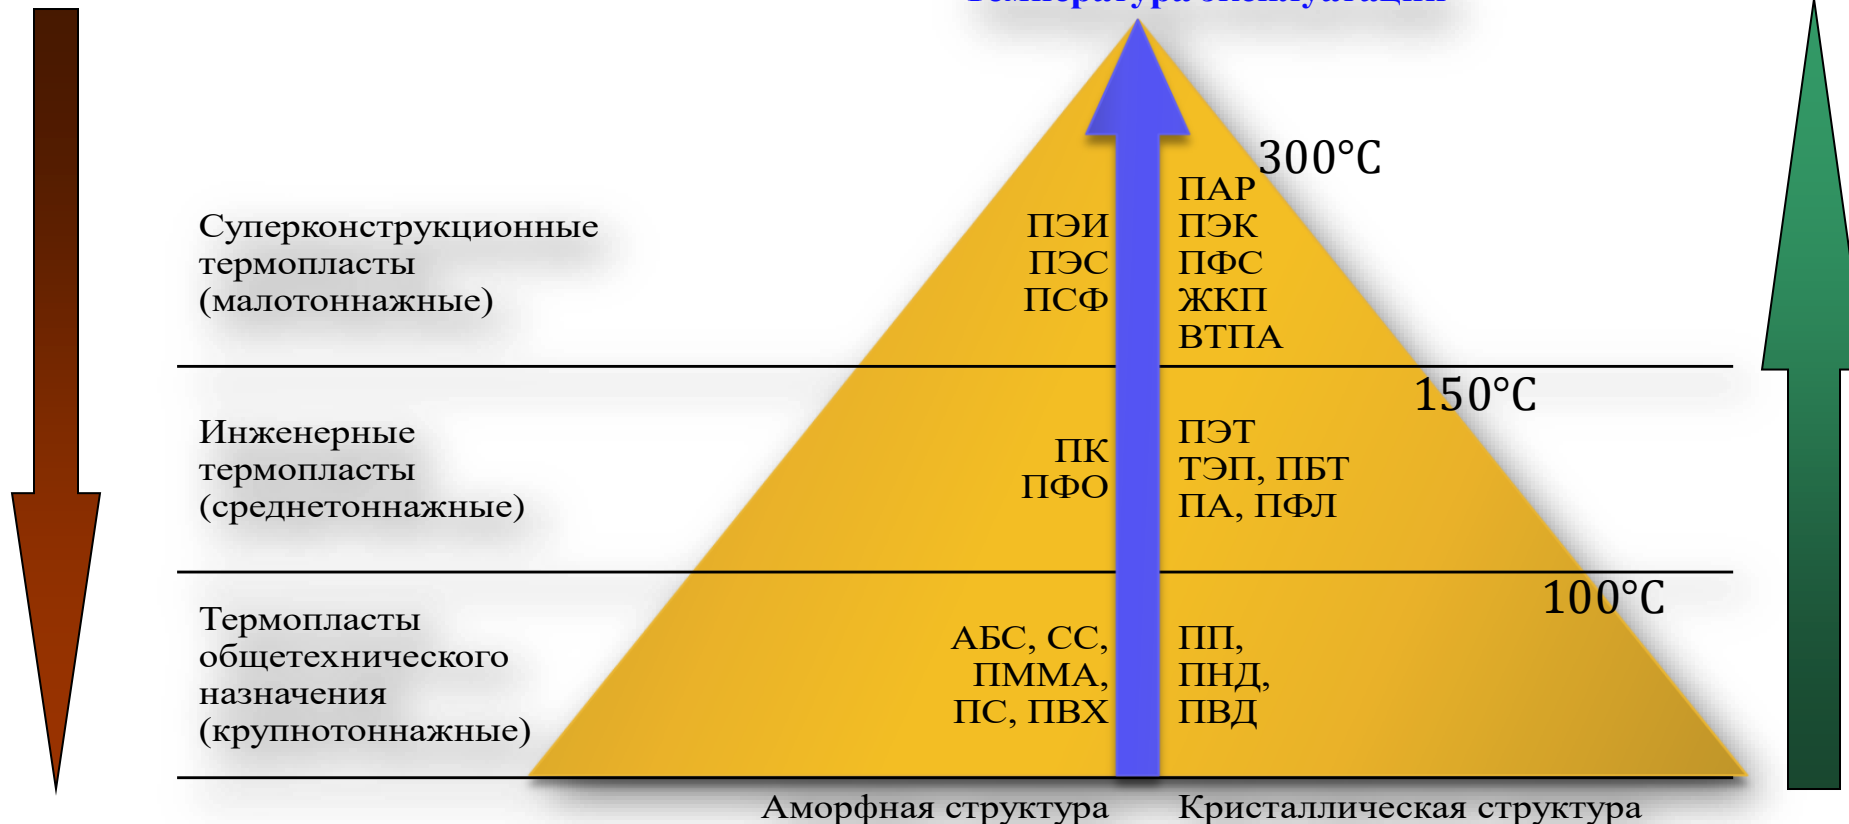 Температура эксплуатации
300°C
Суперконструкционные
термопласты
(малотоннажные)
ПЭИ
ПЭС
ПСФ
ПАР
ПЭК
ПФС
ЖКП
ВТПА
150°C
Инженерные
термопласты
(среднетоннажные)
ПК
ПФО
ПЭТ
ТЭП, ПБТ
ПА, ПФЛ
100°C
Термопласты
общетехнического
назначения
(крупнотоннажные)
АБС, СС,
ПММА,
ПС, ПВХ
ПП,
ПНД,
ПВД
Аморфная структура
Кристаллическая структура